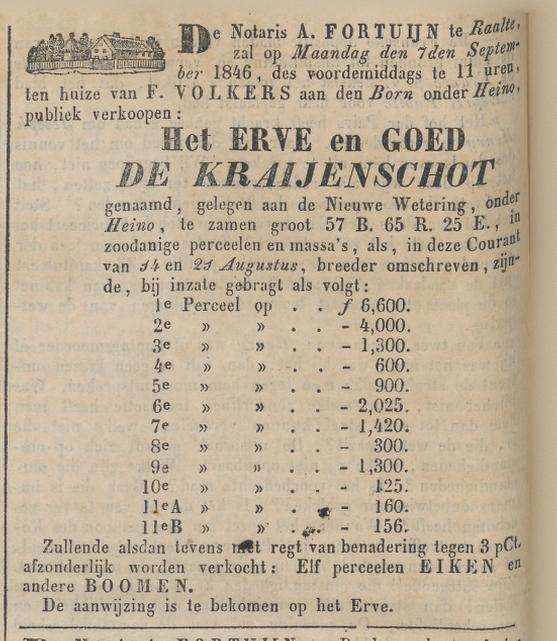 De Notaris A. FORTUIJN te Raalte,
zal op Maandag den 7den Septem-
ber 1846, des voordemiddags te 11 uren,
ten huize van F. VOLKERS aan den Born onder Heino,
publiek verkoopen:
Het ERVE en GOED
DE KRAIJENSCHOT
genaamd, gelegen aan de Nieuwe Wetering, onder
Heino, te zamen groot 57 B. 65 R. 25 E., in
zoodanige perceelen en massa's, als, in deze Courant
van 14 en 21 Augustus, breeder omschreven, zijn-
de, bij inzate gebragt als volgt:
1e Perceel op . . ƒ 6,600.
2e » » . . - 4,000.
3e » » . . - 1,300.
4e » » . . - 600.
5e » » . . - 900.
6e » » . . - 2,025.
7e » » . . - 1,420.
8e » » . . - 300.
9e » » . . - 1,300.
10e » » . . - 125.
11eA » » . . - 160.
11eB » » . . - 156.
Zullende alsdan tevens met regt van benadering tegen 3 pCt.
afzonderlijk worden verkocht: Elf perceelen EIKEN en
andere BOOMEN.
De aanwijzing is te bekomen op het Erve.